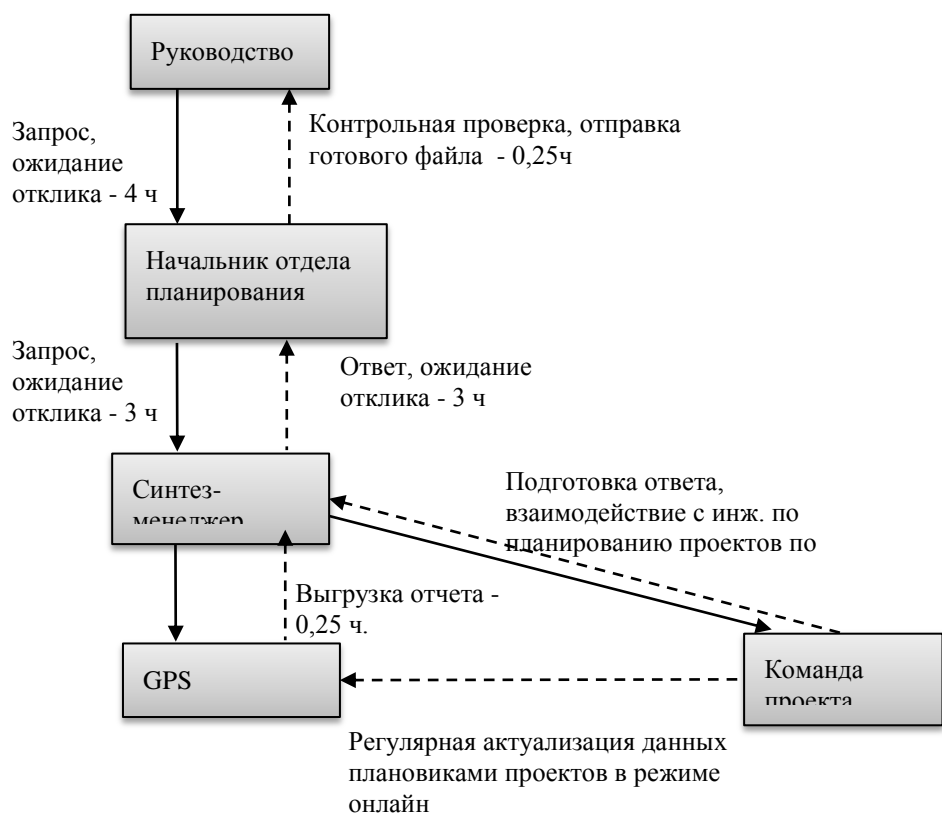 Руководство
Запрос,
ожидание
отклика - 4 ч
Контрольная проверка, отправка
готового файла - 0,25ч
Начальник отдела
планирования
Запрос,
ожидание
отклика - 3 ч
Ответ, ожидание
отклика - 3 ч
Синтез-
менеджер
Подготовка ответа,
взаимодействие с инж. по
планированию проектов по
Выгрузка отчета -
0,25 ч.
GPS
Команда
проекта
Регулярная актуализация данных
плановиками проектов в режиме
онлайн